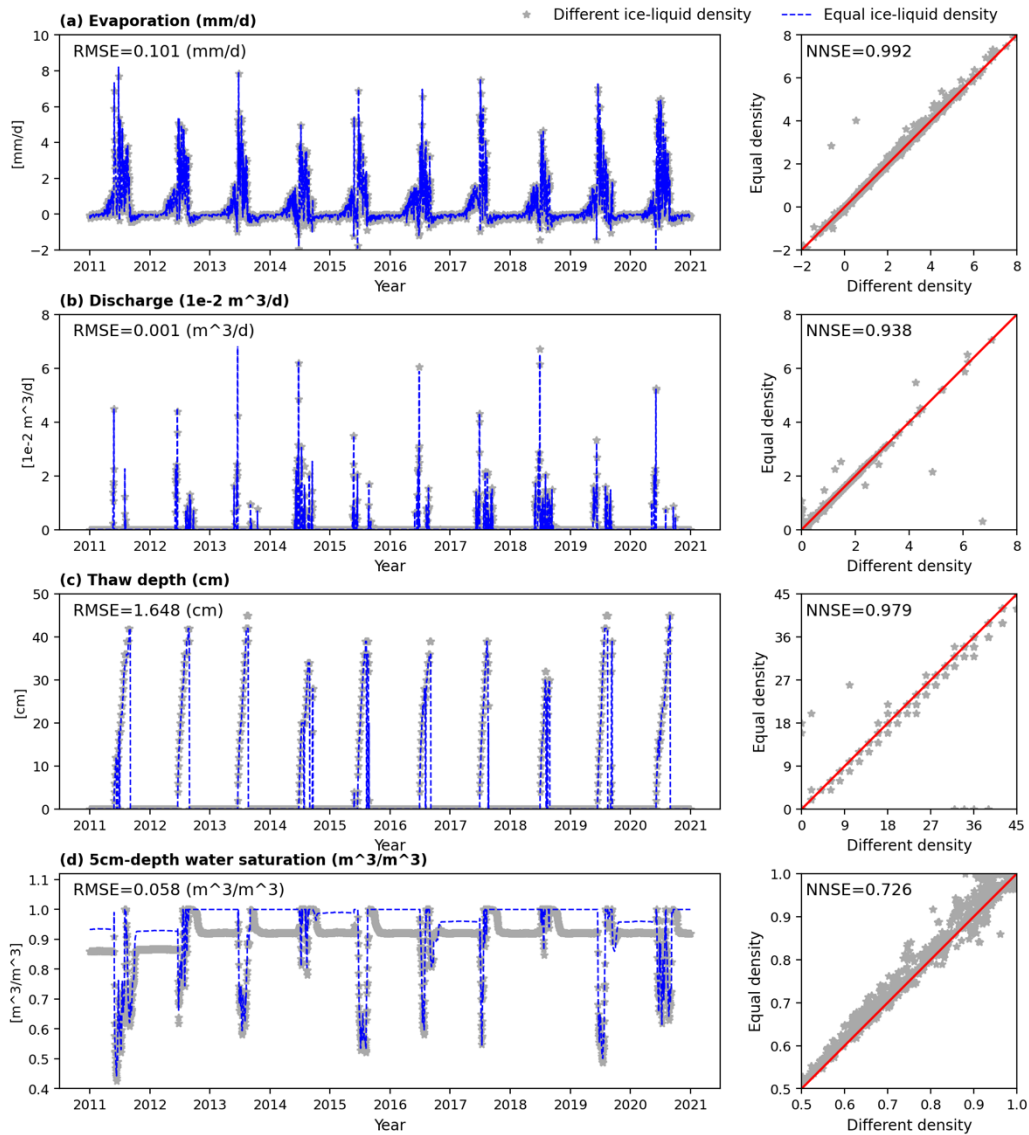 (a) Evaporation (mm/d)
Different ice-liquid density
Equal ice-liquid density
RMSE=0.101 (mm/d)
[mm/d]
10
8
6
4
2
0
−2
2011 2012 2013 2014 2015 2016 2017 2018 2019 2020 2021
Year
NNSE=0.992
Equal density
8
6
4
2
0
−2
−2 0 2 4 6 8
Different density
(b) Discharge (1e-2 m^3/d)
RMSE=0.001 (m^3/d)
[1e-2 m^3/d]
8
6
4
2
0
2011 2012 2013 2014 2015 2016 2017 2018 2019 2020 2021
Year
NNSE=0.938
Equal density
8
6
4
2
0
0 2 4 6 8
Different density
(c) Thaw depth (cm)
RMSE=1.648 (cm)
[cm]
50
40
30
20
10
0
2011 2012 2013 2014 2015 2016 2017 2018 2019 2020 2021
Year
NNSE=0.979
Equal density
45
36
27
18
9
0
0 9 18 27 36 45
Different density
(d) 5cm-depth water saturation (m^3/m^3)
RMSE=0.058 (m^3/m^3)
[m^3/m^3]
1.1
1.0
0.9
0.8
0.7
0.6
0.5
0.4
2011 2012 2013 2014 2015 2016 2017 2018 2019 2020 2021
Year
NNSE=0.726
Equal density
1.0
0.9
0.8
0.7
0.6
0.5
0.5 0.6 0.7 0.8 0.9 1.0
Different density